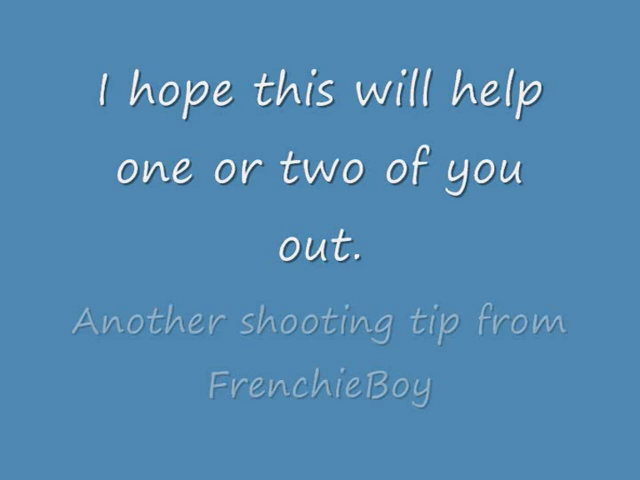 I hope this will help
one or two of you
out.
Another shooting tip from
FrenchieBoy